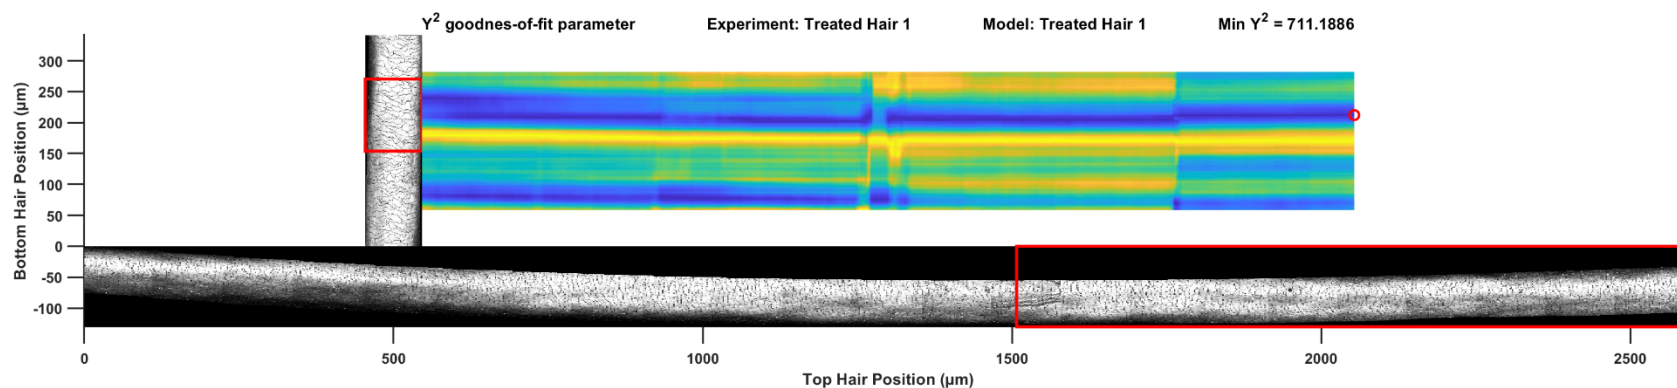 Y² goodnes-of-fit parameter Experiment: Treated Hair 1 Model: Treated Hair 1 Min Y² = 711.1886
Bottom Hair Position (µm)
300
250
200
150
100
50
0
-50
-100
0 500 1000 1500 2000 2500
Top Hair Position (µm)